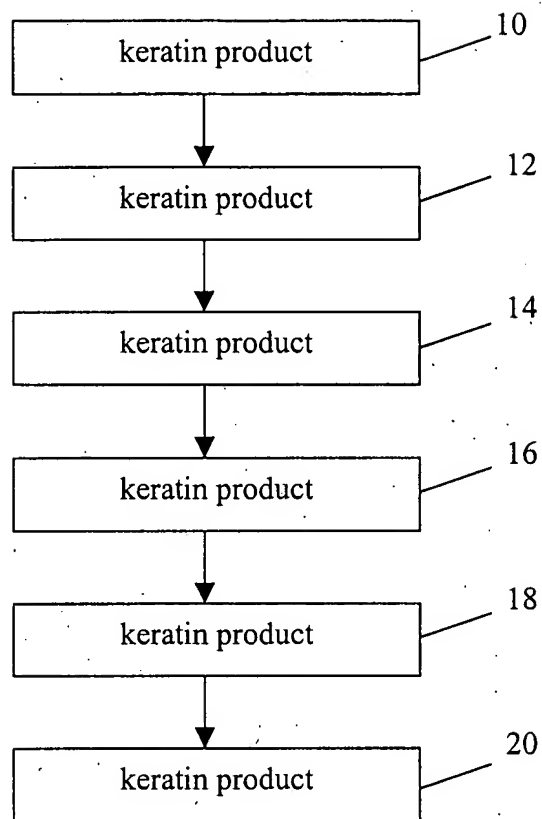 keratin product 10
keratin product 12
keratin product 14
keratin product 16
keratin product 18
keratin product 20